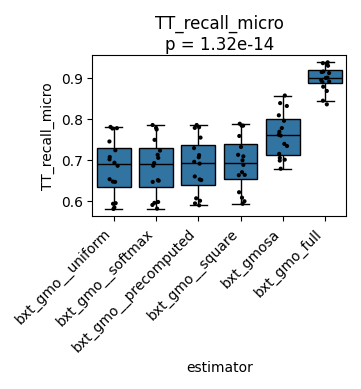 TT_recall_micro
p = 1.32e-14
TT_recall_micro
0.9
0.8
0.7
0.6
bxt_gmo__uniform
bxt_gmo__softmax
bxt_gmo__precomputed
bxt_gmo__square
bxt_gmosa
bxt_gmo_full
estimator